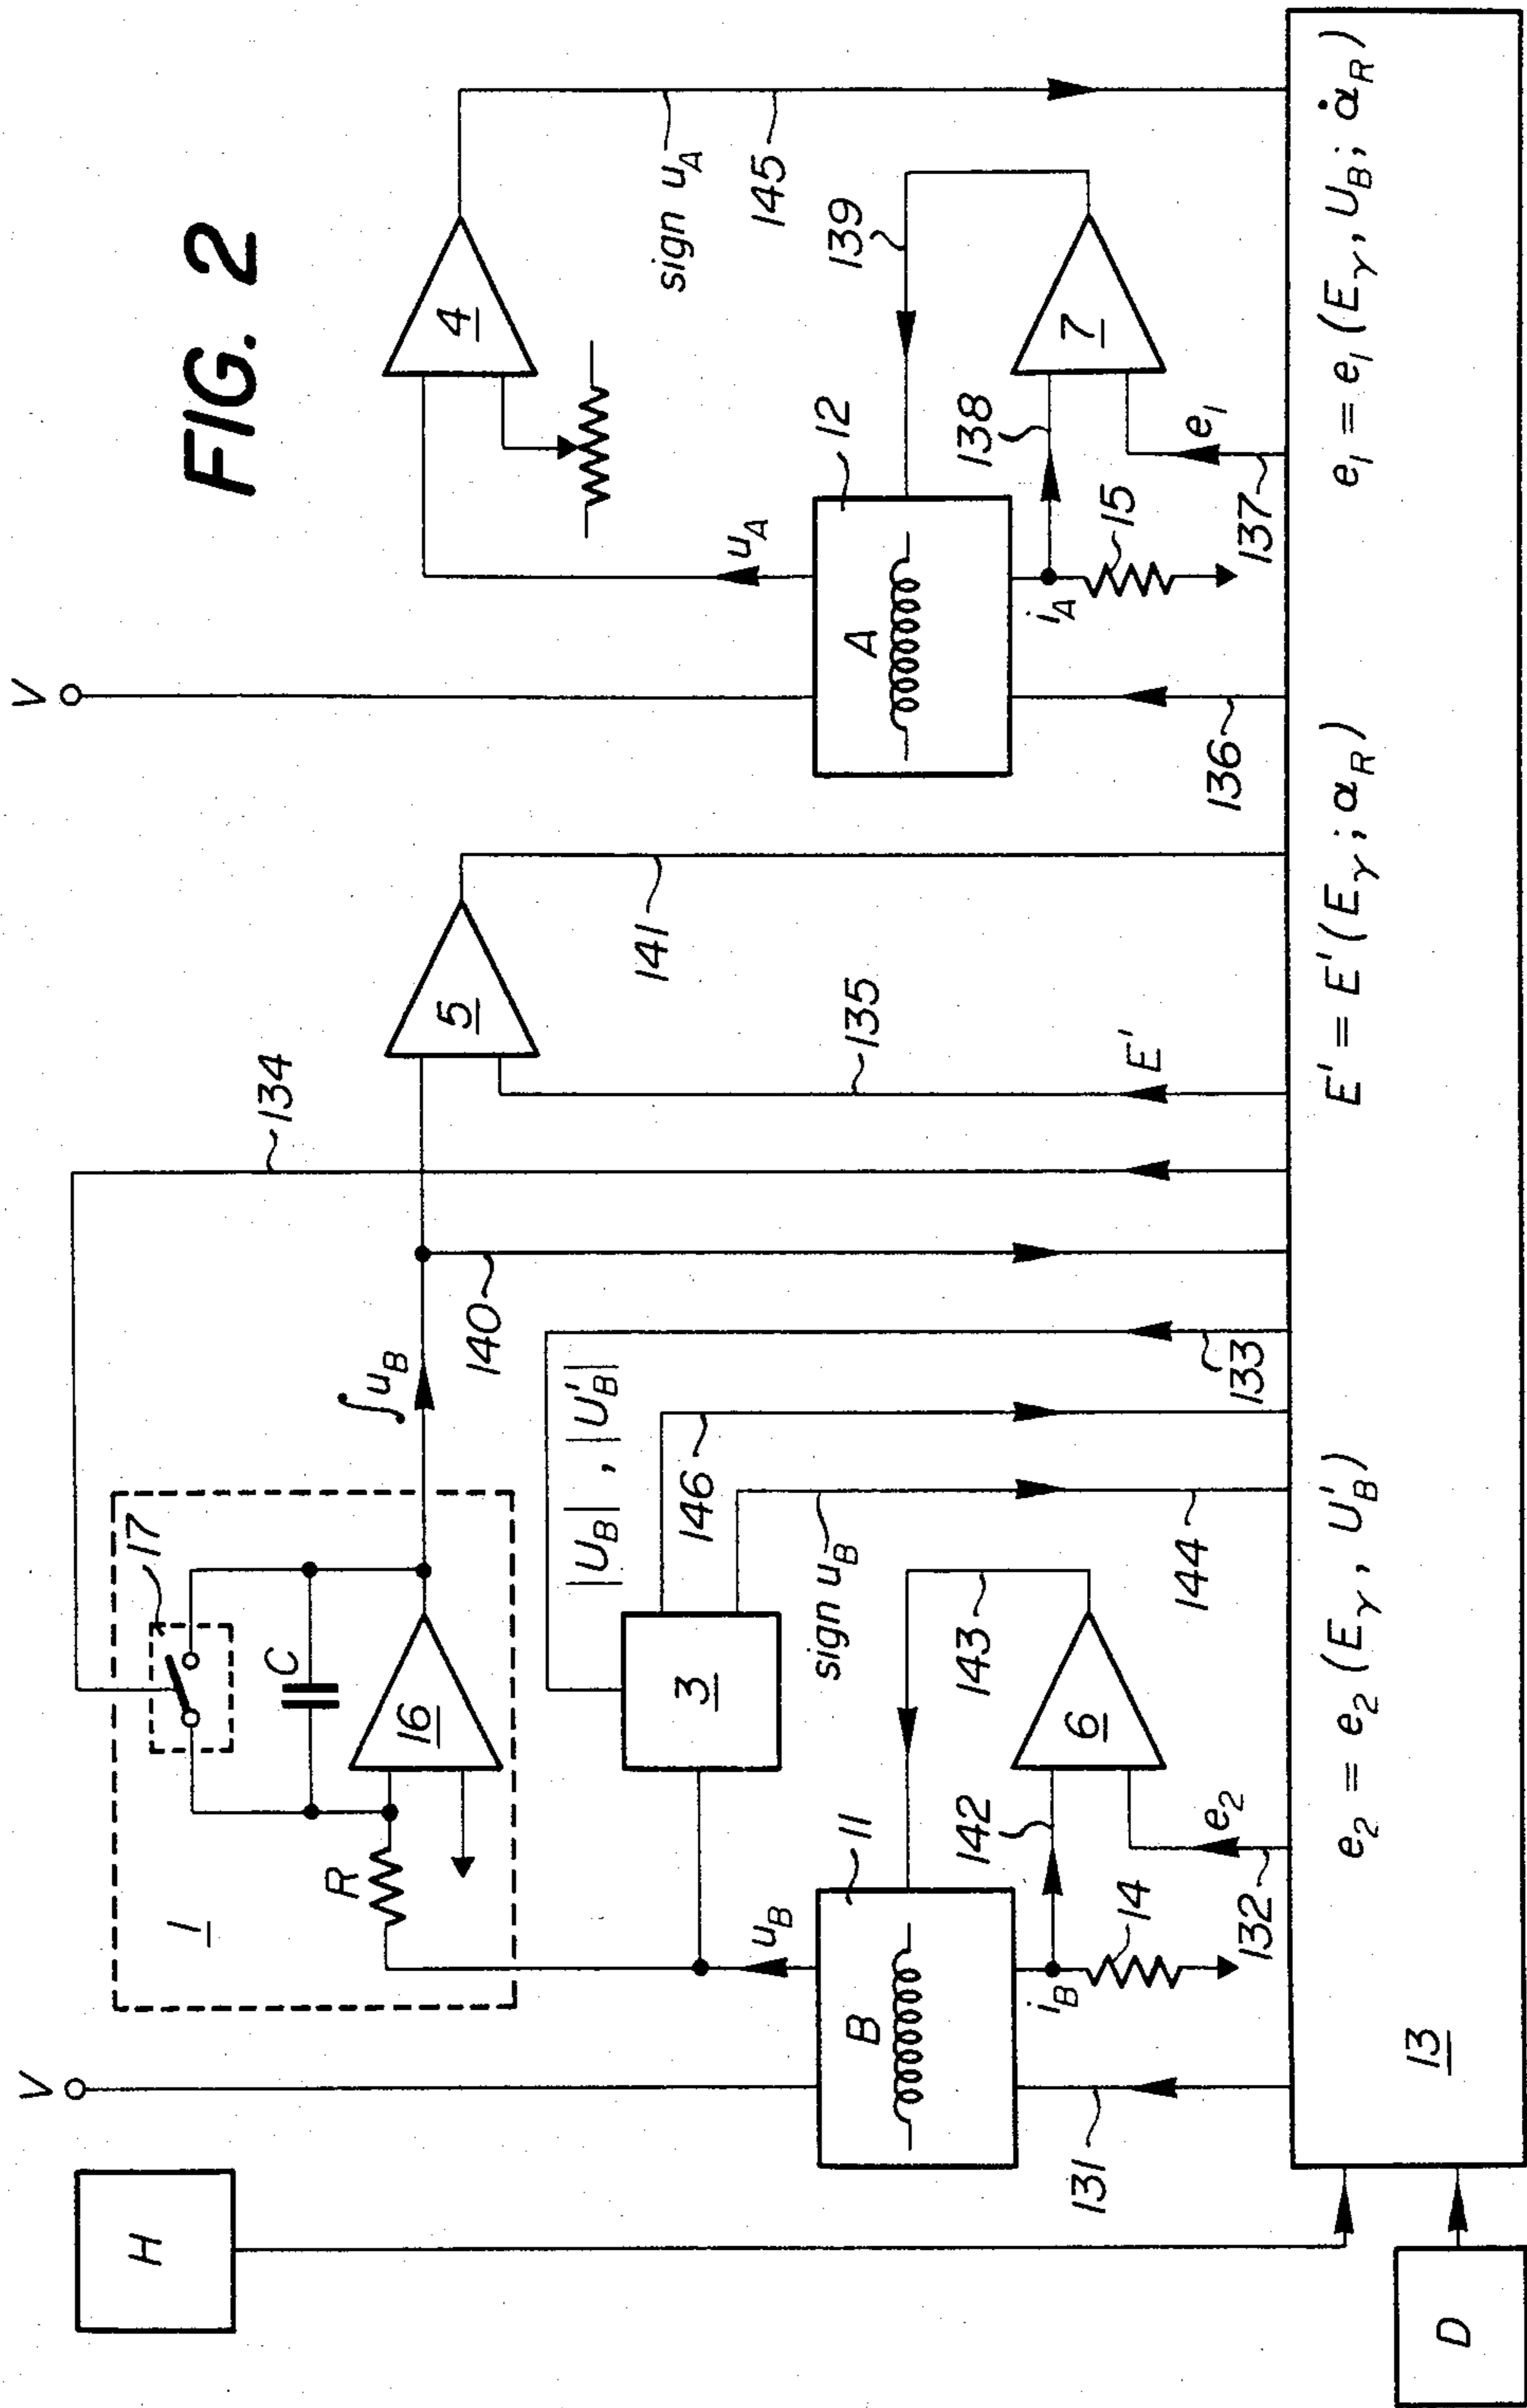 FIG. 2
H
D
V
V
1
17
C
R
16
∫u_B
134
140
|U_B| , |U'_B|
3
146
133
sign u_B
144
u_B
11
B
i_B
14
142
143
6
e_2
132
131
5
141
135
E'
4
sign u_A
145
u_A
12
A
i_A
15
138
139
7
e_1
137
136
13
e_2 = e_2 (E_γ , U'_B)
E' = E' (E_γ ; α_R)
e_1 = e_1 (E_γ , U_B ; α̇_R)